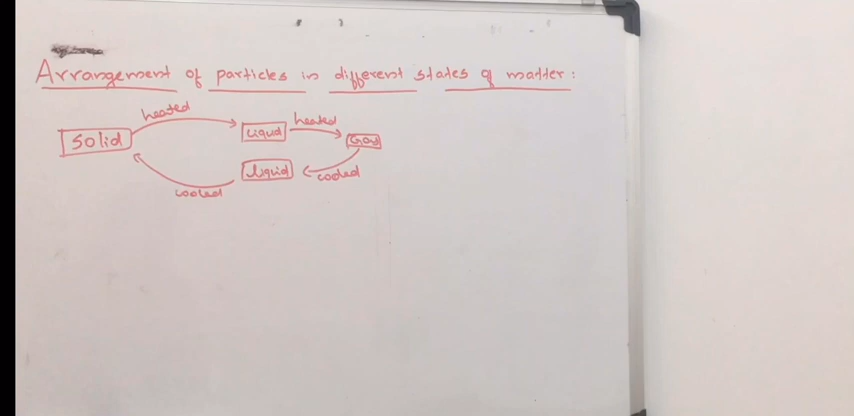 Arrangement of particles in different states of matter:
heated
heated
Solid
Liquid
Gas
Liquid
cooled
cooled